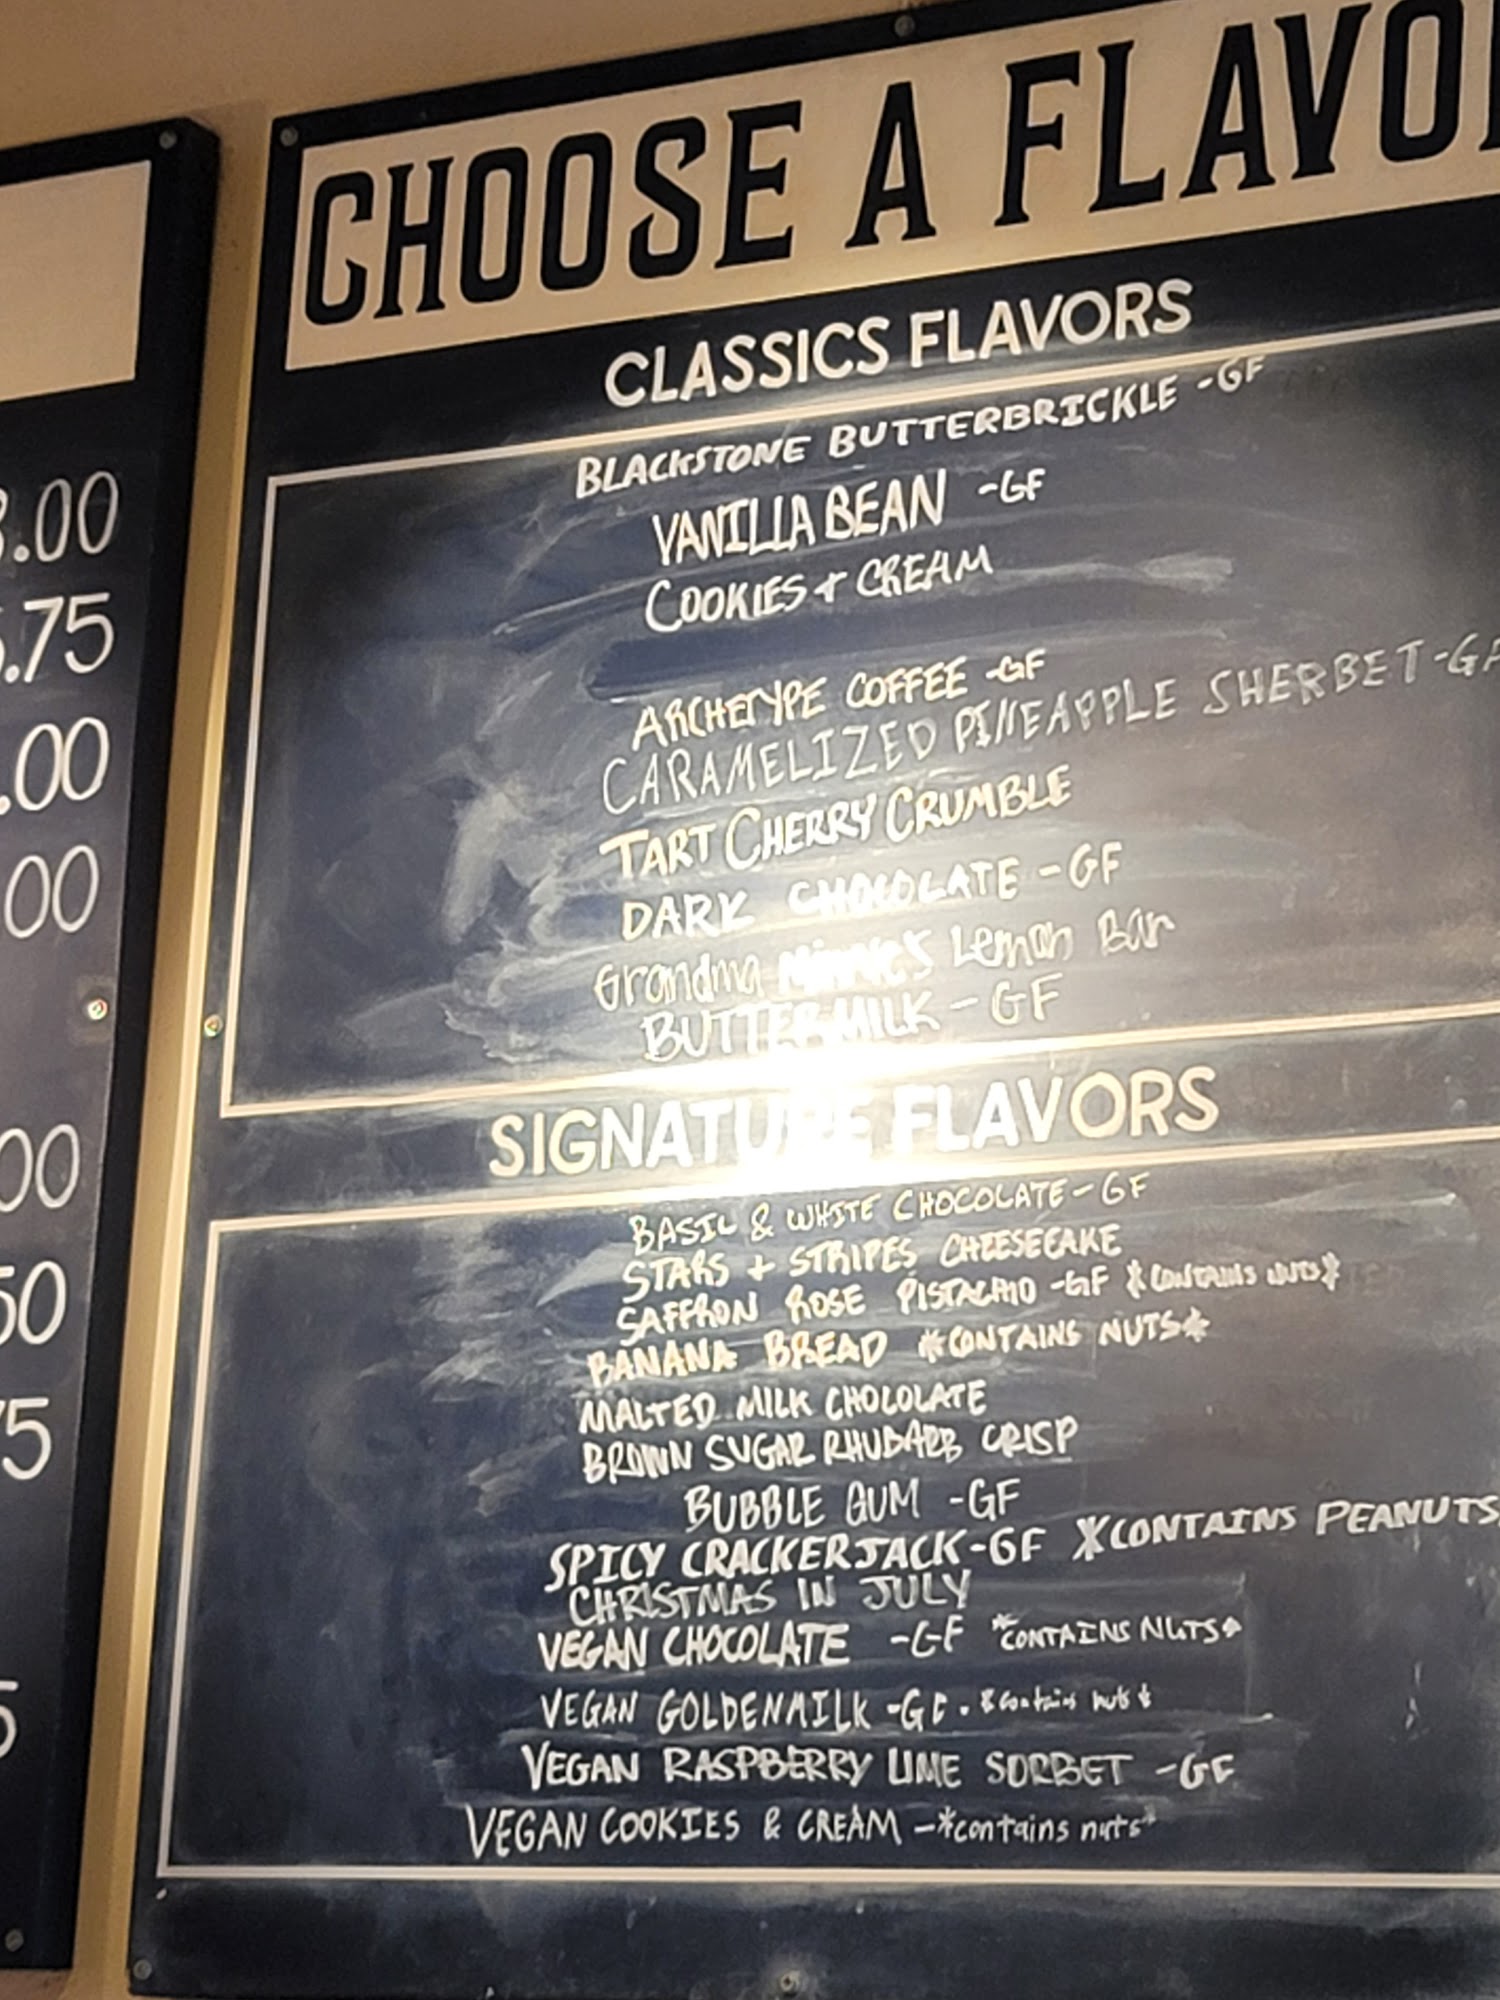 CHOOSE A FLAVO
CLASSICS FLAVORS
BLACKSTONE BUTTERBRICKLE -GF
VANILLA BEAN -GF
COOKIES + CREAM
ARCHETYPE COFFEE -GF
CARAMELIZED PINEAPPLE SHERBET-GF
TART CHERRY CRUMBLE
DARK CHOCOLATE -GF
Grandma Lemon Bar
BUTTERMILK -GF
SIGNATURE FLAVORS
BASIL & WHITE CHOCOLATE-GF
STARS + STRIPES CHEESECAKE
SAFFRON ROSE PISTACHIO -GF *CONTAINS NUTS*
BANANA BREAD *CONTAINS NUTS*
MALTED MILK CHOCOLATE
BROWN SUGAR RHUBARB CRISP
BUBBLE GUM -GF
SPICY CRACKERJACK-GF *CONTAINS PEANUTS
CHRISTMAS IN JULY
VEGAN CHOCOLATE -GF *CONTAINS NUTS*
VEGAN GOLDENMILK -GF. *contains nuts*
VEGAN RASPBERRY LIME SORBET -GF
VEGAN COOKIES & CREAM -*contains nuts*
.00
.75
.00
00
00
50
75
5